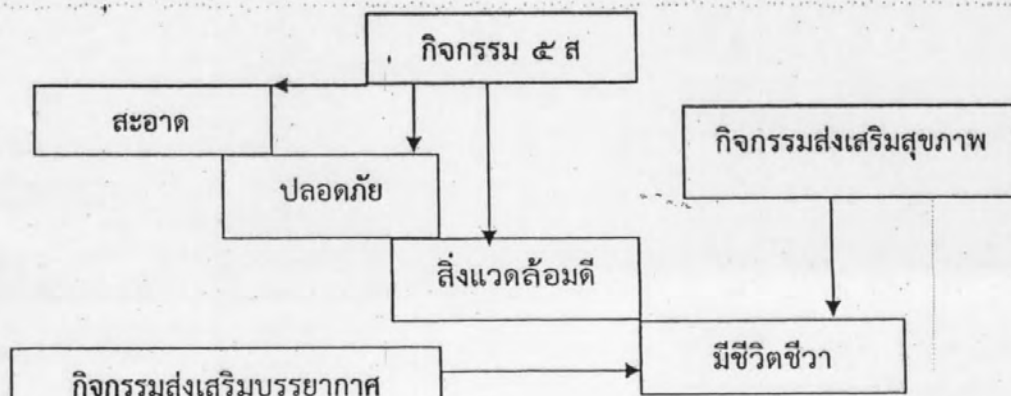 กิจกรรม ๕ ส
สะอาด
กิจกรรมส่งเสริมสุขภาพ
ปลอดภัย
สิ่งแวดล้อมดี
มีชีวิตชีวา
กิจกรรมส่งเสริมบรรยากาศ